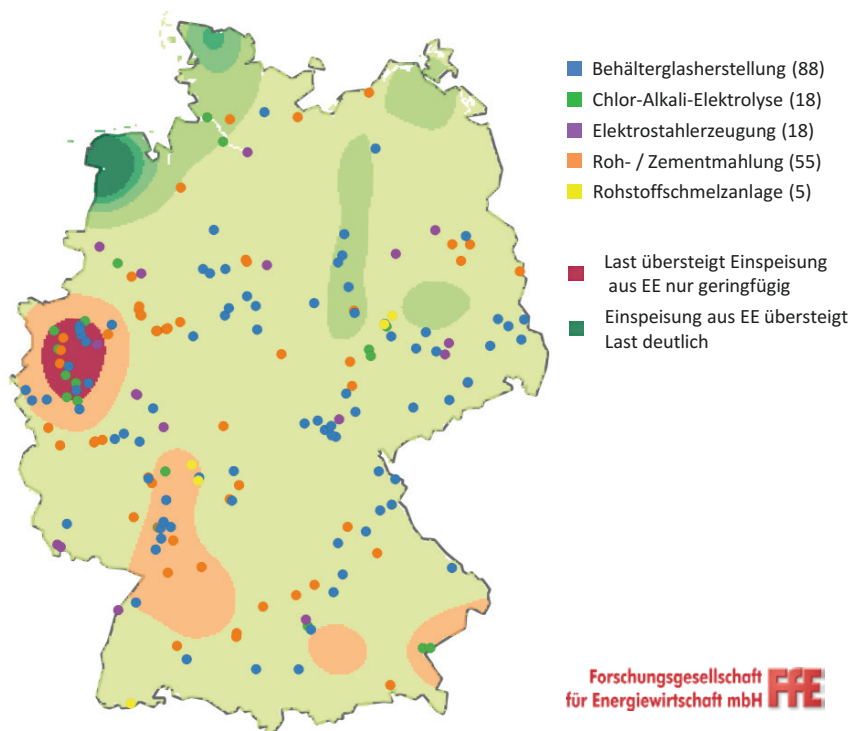 Behälterglasherstellung (88)
Chlor-Alkali-Elektrolyse (18)
Elektrostahlerzeugung (18)
Roh- / Zementmahlung (55)
Rohstoffschmelzanlage (5)
Last übersteigt Einspeisung
aus EE nur geringfügig
Einspeisung aus EE übersteigt
Last deutlich
Forschungsgesellschaft
für Energiewirtschaft mbH FfE